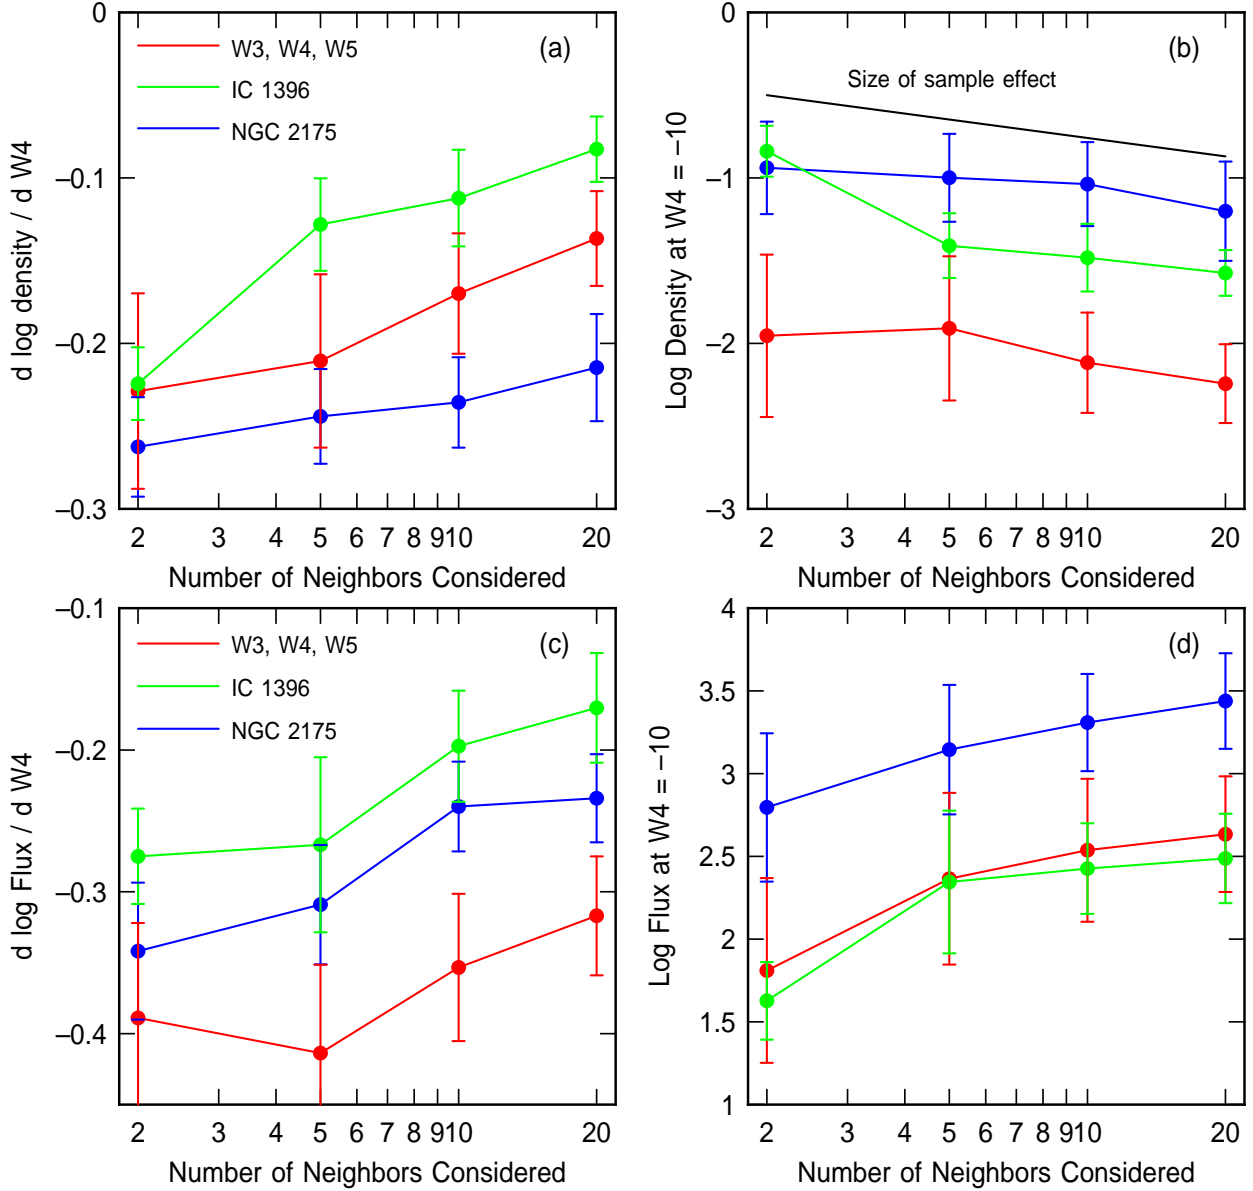 0
−0.1
−0.2
−0.3
d log density / d W4
W3, W4, W5
IC 1396
NGC 2175
(a)
2 3 4 5 6 7 8 9 10 20
Number of Neighbors Considered
0
−1
−2
−3
Log Density at W4 = −10
(b)
Size of sample effect
2 3 4 5 6 7 8 9 10 20
Number of Neighbors Considered
−0.1
−0.2
−0.3
−0.4
d log Flux / d W4
W3, W4, W5
IC 1396
NGC 2175
(c)
2 3 4 5 6 7 8 9 10 20
Number of Neighbors Considered
4
3.5
3
2.5
2
1.5
1
Log Flux at W4 = −10
(d)
2 3 4 5 6 7 8 9 10 20
Number of Neighbors Considered